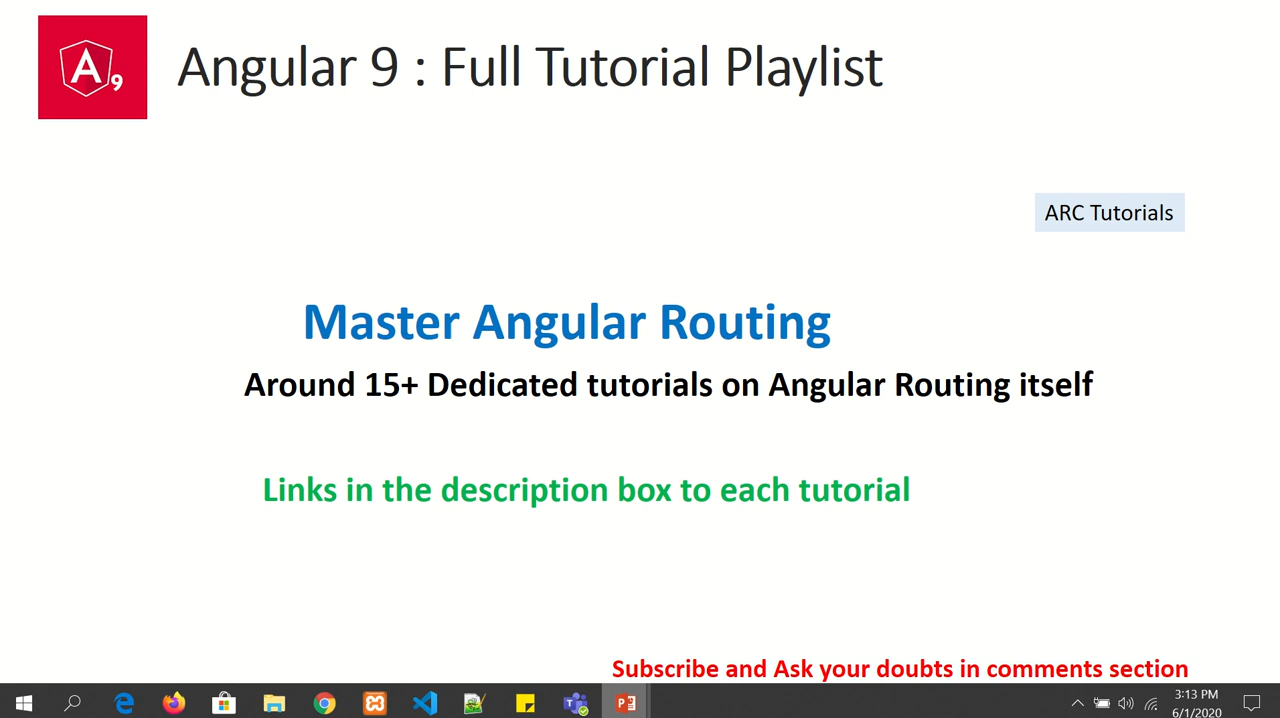 A9
Angular 9 : Full Tutorial Playlist
ARC Tutorials
Master Angular Routing
Around 15+ Dedicated tutorials on Angular Routing itself
Links in the description box to each tutorial
Subscribe and Ask your doubts in comments section
3:13 PM
6/1/2020